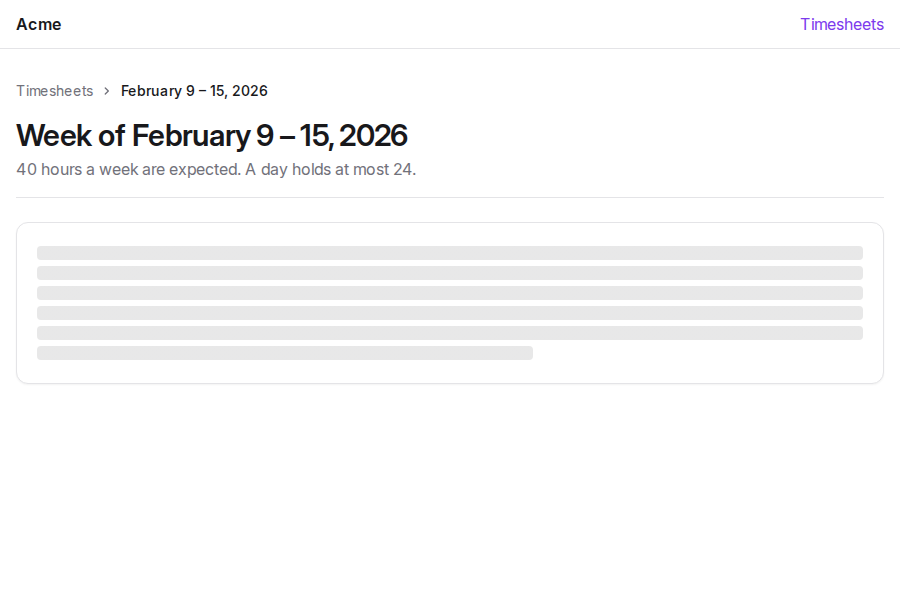 Acme
Timesheets
Timesheets > February 9 – 15, 2026
Week of February 9 – 15, 2026
40 hours a week are expected. A day holds at most 24.